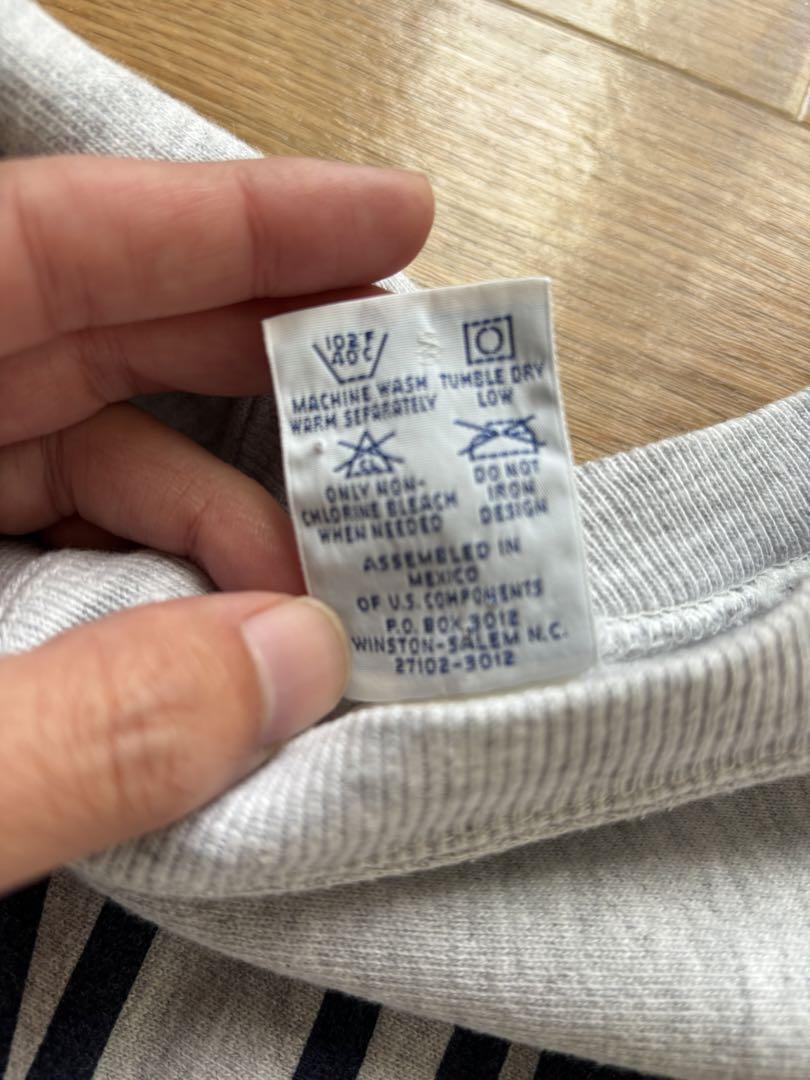 102°F
40°C
MACHINE WASH
WARM SEPARATELY
TUMBLE DRY
LOW
CL
ONLY NON-
CHLORINE BLEACH
WHEN NEEDED
DO NOT
IRON
DESIGN
ASSEMBLED IN
MEXICO
OF U.S. COMPONENTS
P.O. BOX 3012
WINSTON-SALEM N.C.
27102-3012